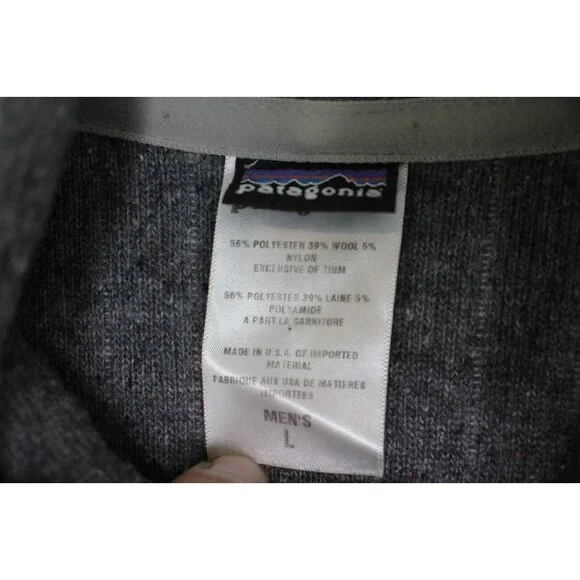 patagonia
56% POLYESTER 39% WOOL 5%
NYLON
EXCLUSIVE OF TRIM
56% POLYESTER 39% LAINE 5%
POLYAMIDE
A PART LA GARNITURE
MADE IN U.S.A. OF IMPORTED
MATERIAL
FABRIQUE AUX USA DE MATIERES
IMPORTEES
MEN'S
L